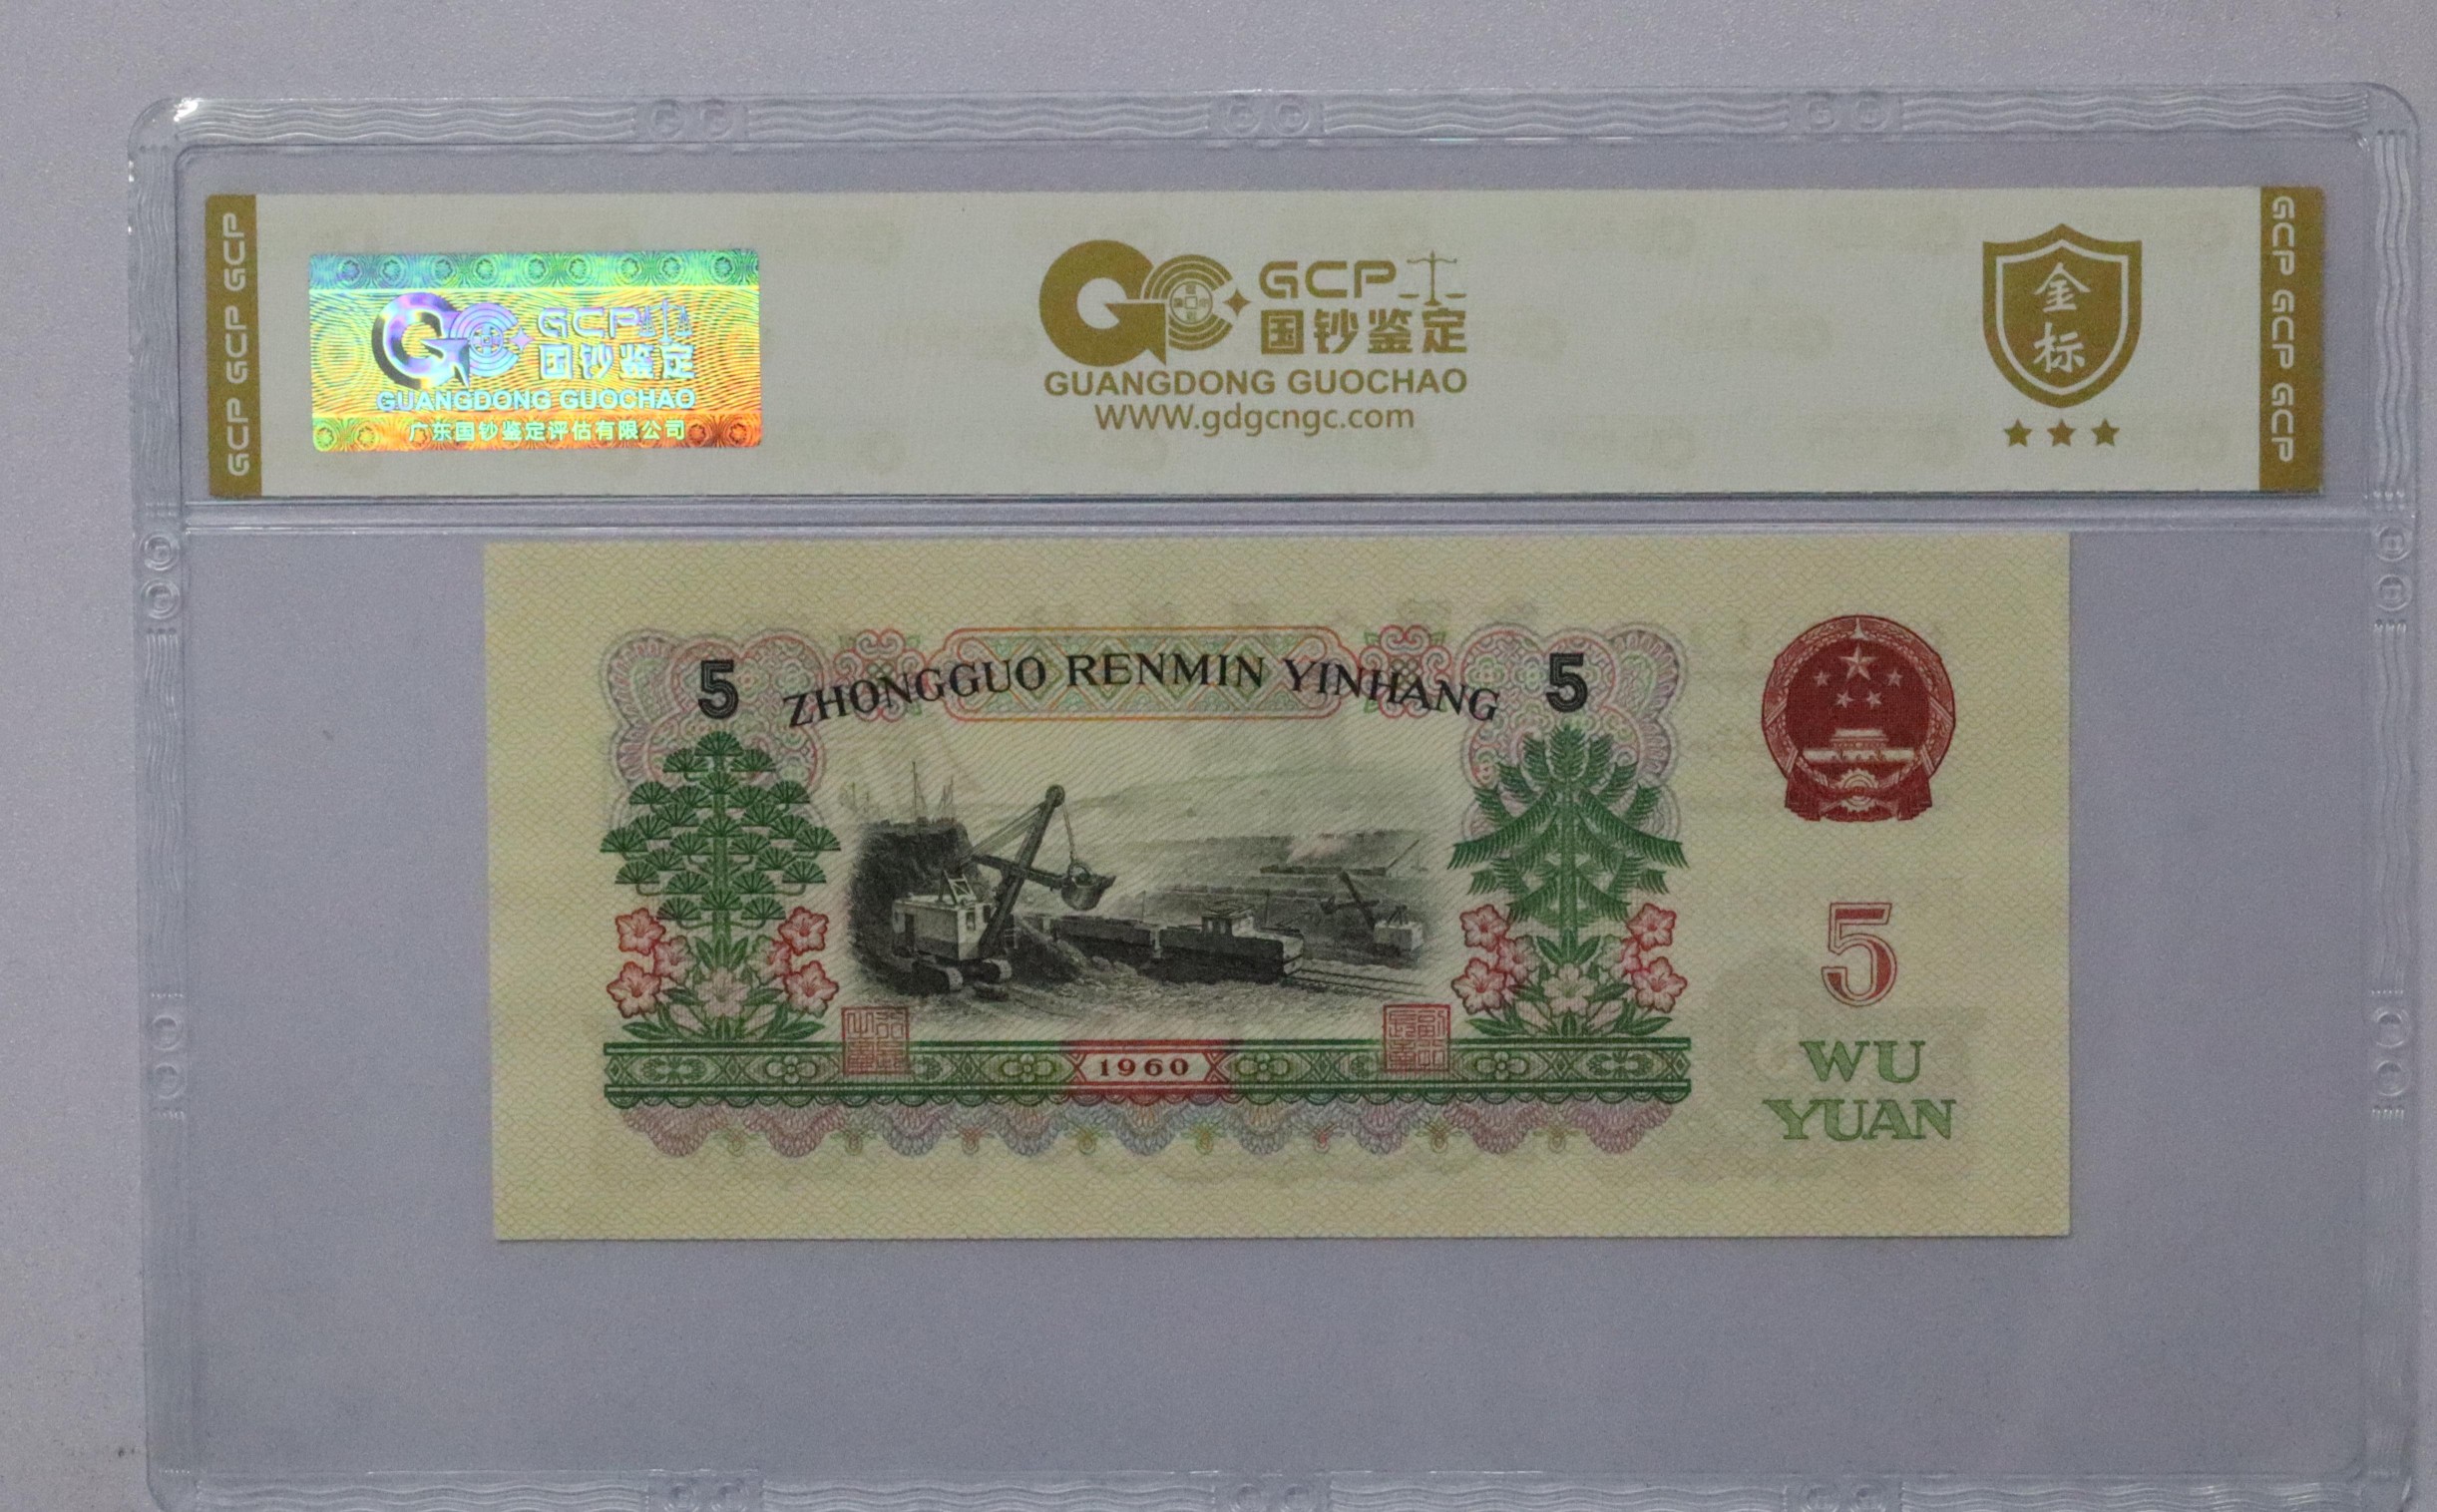 GCP GCP GCP
GCP
国钞鉴定
GUANGDONG GUOCHAO
广东国钞鉴定评估有限公司
GCP
国钞鉴定
GUANGDONG GUOCHAO
WWW.gdgcngc.com
金
标
GCP GCP GCP
5 ZHONGGUO RENMIN YINHANG 5
5
WU
YUAN
1960